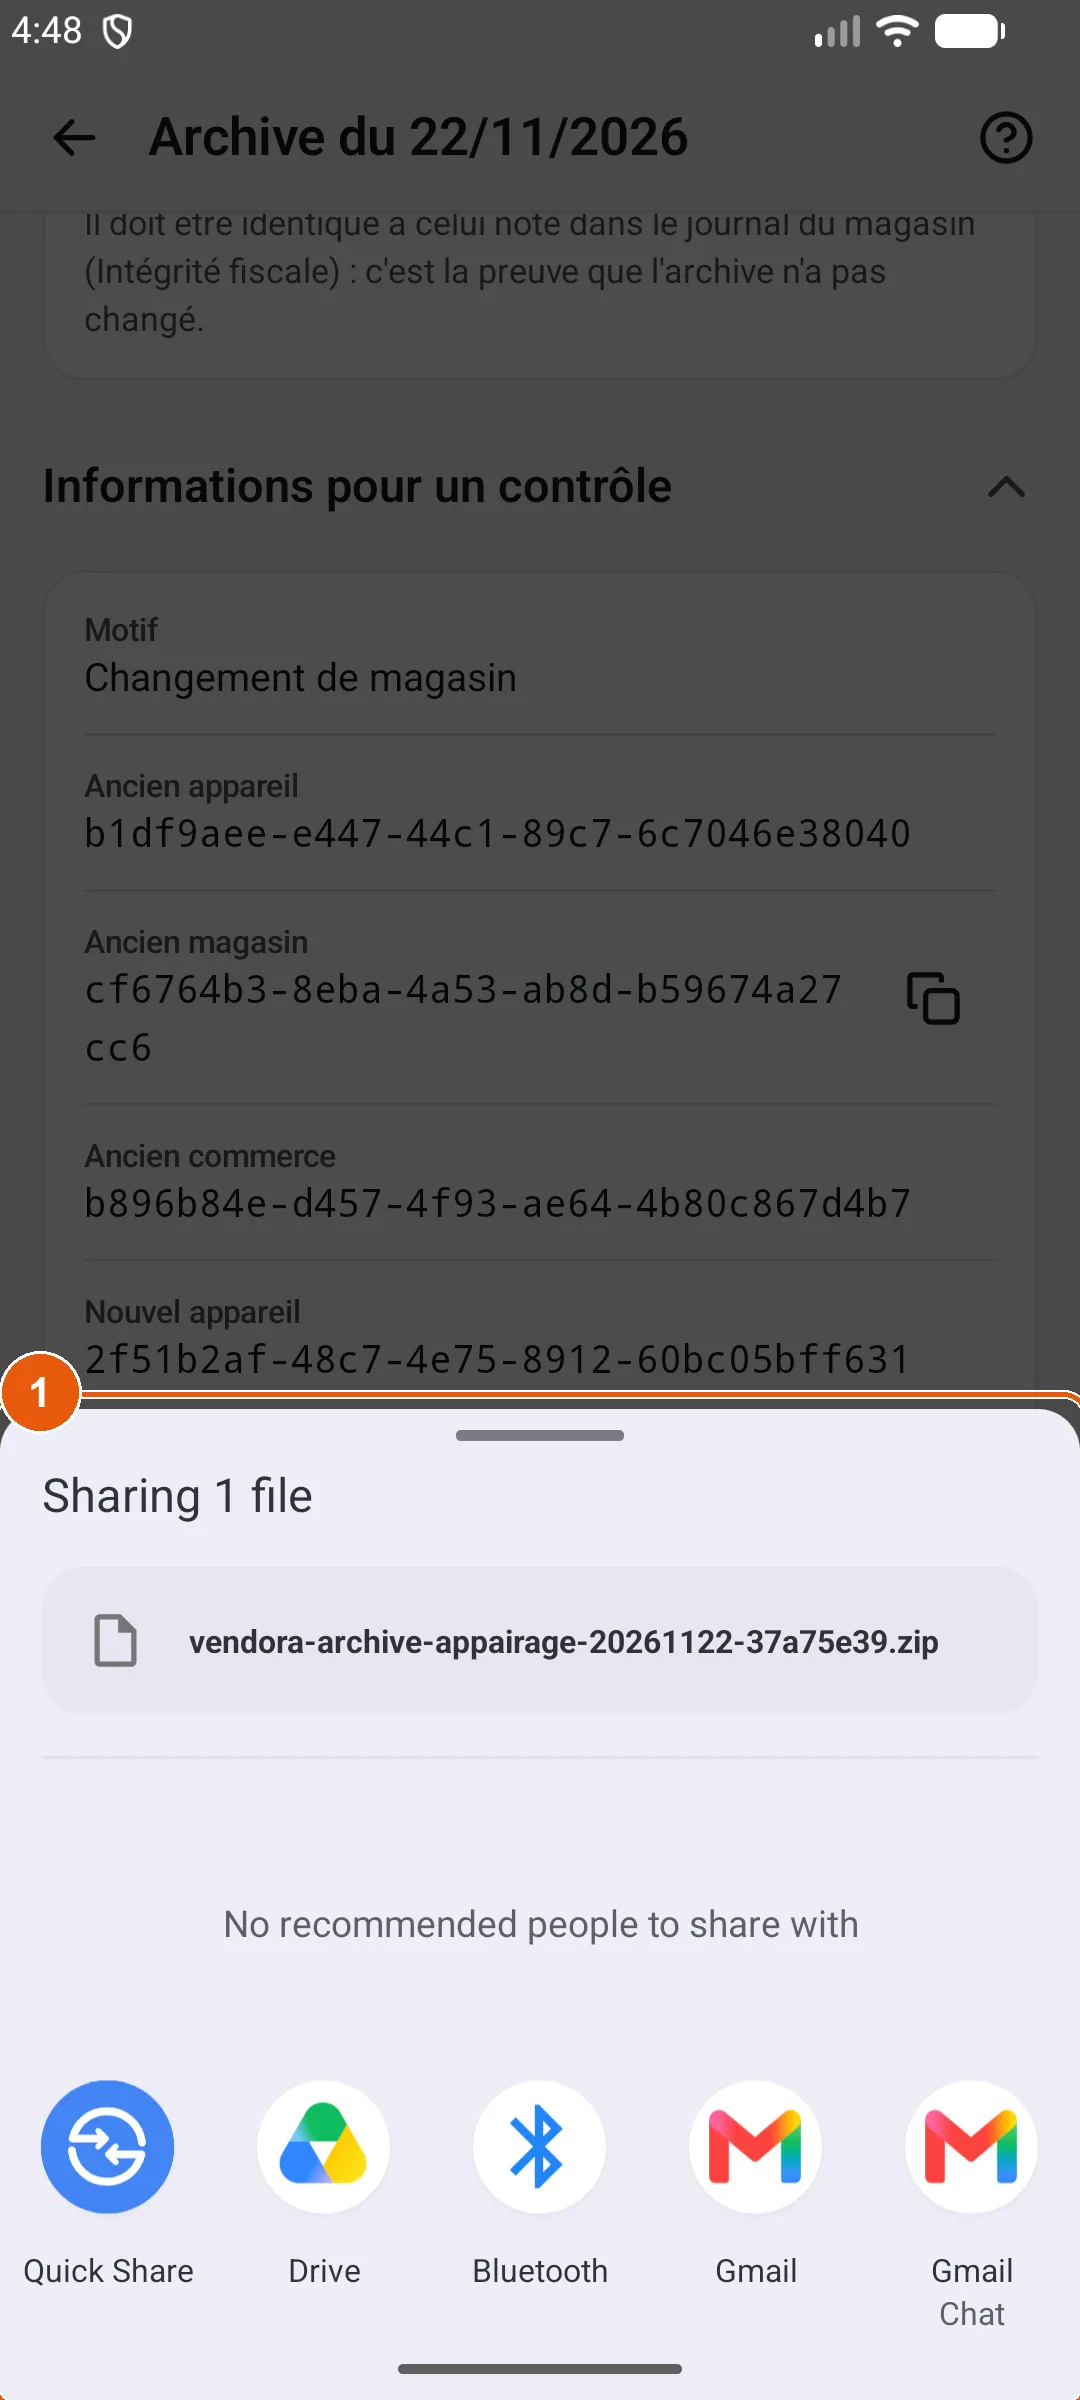 4:48
Archive du 22/11/2026
Il doit être identique à celui noté dans le journal du magasin
(Intégrité fiscale) : c'est la preuve que l'archive n'a pas
changé.
Informations pour un contrôle
Motif
Changement de magasin
Ancien appareil
b1df9aee-e447-44c1-89c7-6c7046e38040
Ancien magasin
cf6764b3-8eba-4a53-ab8d-b59674a27
cc6
Ancien commerce
b896b84e-d457-4f93-ae64-4b80c867d4b7
Nouvel appareil
2f51b2af-48c7-4e75-8912-60bc05bff631
1
Sharing 1 file
vendora-archive-appairage-20261122-37a75e39.zip
No recommended people to share with
Quick Share
Drive
Bluetooth
Gmail
Gmail
Chat